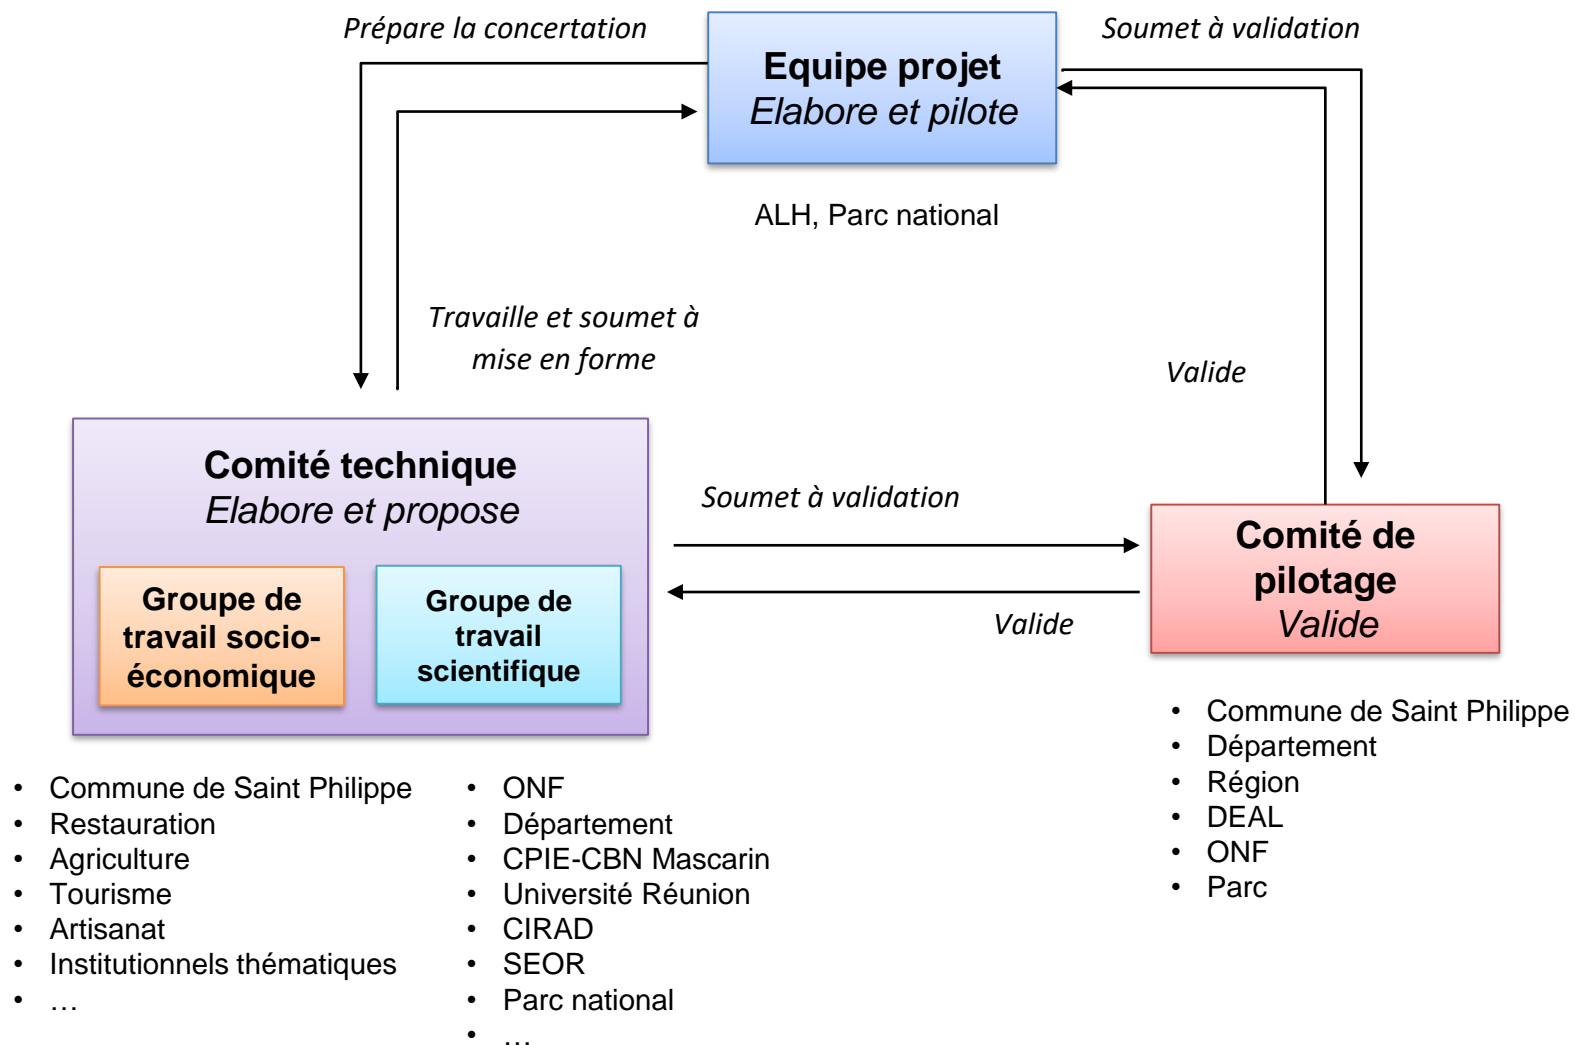 Prépare la concertation
Soumet à validation
Equipe projet
Elabore et pilote
ALH, Parc national
Travaille et soumet à
mise en forme
Valide
Comité technique
Elabore et propose
Groupe de
travail socio-
économique
Groupe de
travail
scientifique
Soumet à validation
Valide
Comité de
pilotage
Valide
• Commune de Saint Philippe
• Restauration
• Agriculture
• Tourisme
• Artisanat
• Institutionnels thématiques
• …
• ONF
• Département
• CPIE-CBN Mascarin
• Université Réunion
• CIRAD
• SEOR
• Parc national
• …
• Commune de Saint Philippe
• Département
• Région
• DEAL
• ONF
• Parc